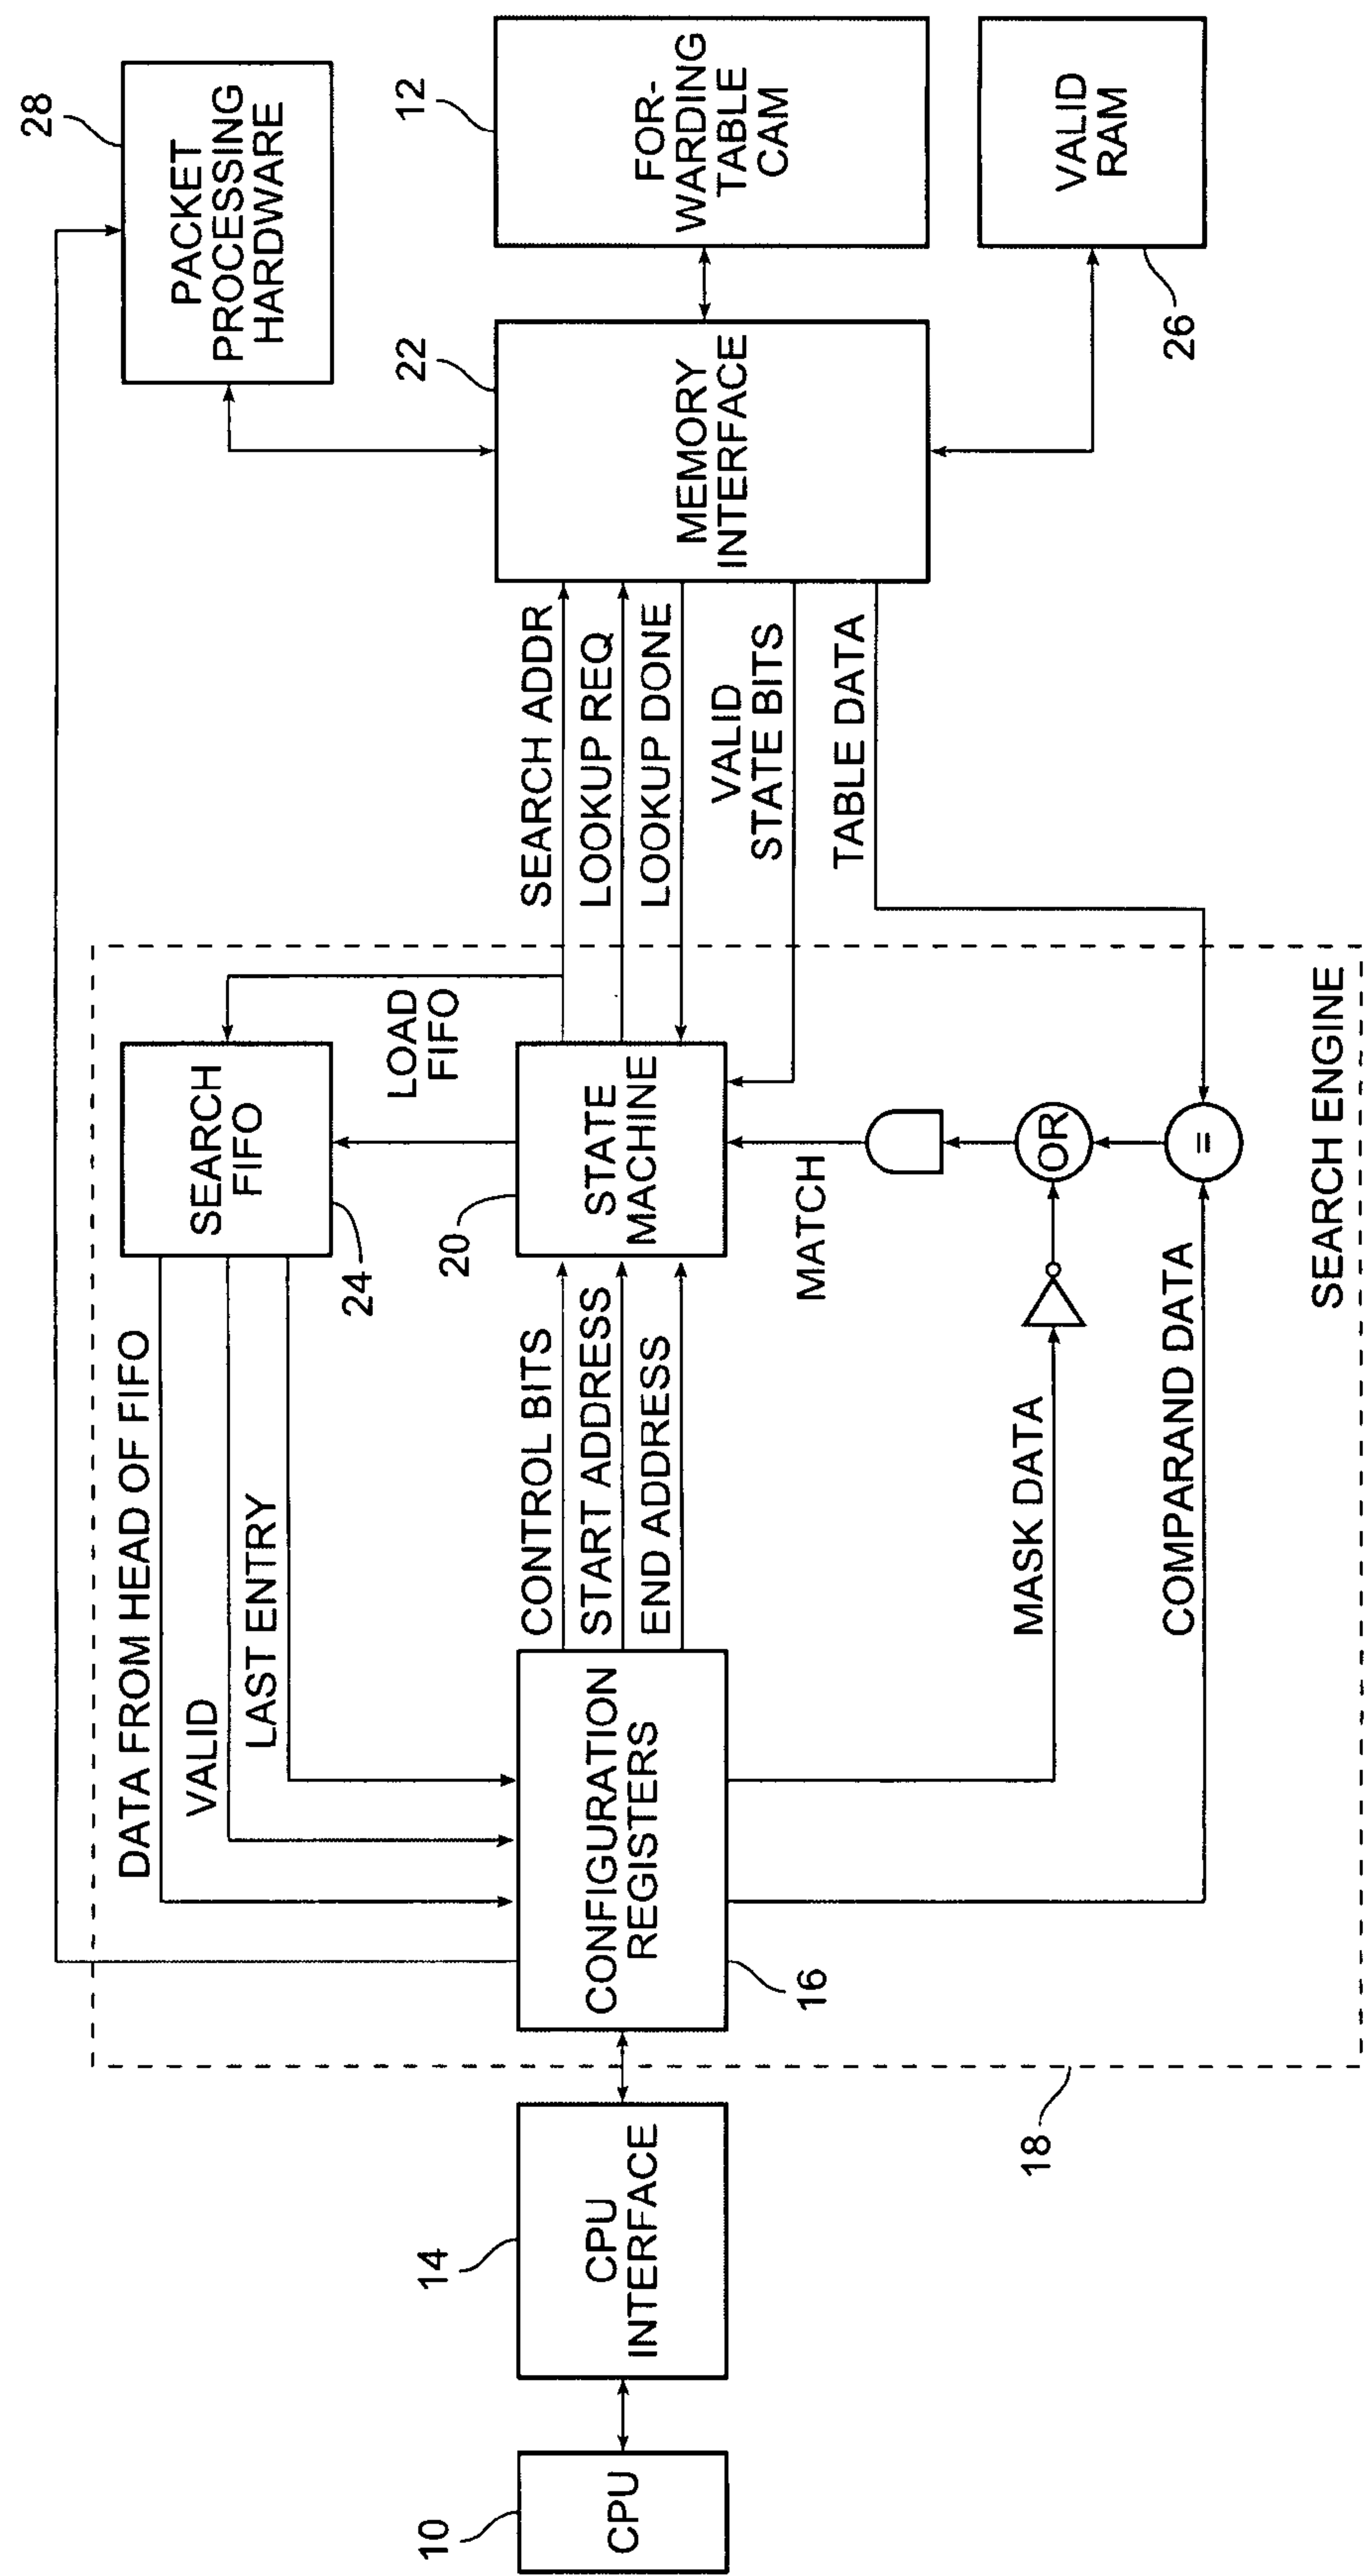 28
PACKET
PROCESSING
HARDWARE
12
FOR-
WARDING
TABLE
CAM
VALID
RAM
26
22
MEMORY
INTERFACE
SEARCH ADDR
LOOKUP REQ
LOOKUP DONE
VALID
STATE BITS
TABLE DATA
SEARCH
FIFO
24
LOAD
FIFO
STATE
MACHINE
20
MATCH
OR
=
DATA FROM HEAD OF FIFO
VALID
LAST ENTRY
CONTROL BITS
START ADDRESS
END ADDRESS
MASK DATA
COMPARAND DATA
SEARCH ENGINE
CONFIGURATION
REGISTERS
16
18
14
CPU
INTERFACE
10
CPU